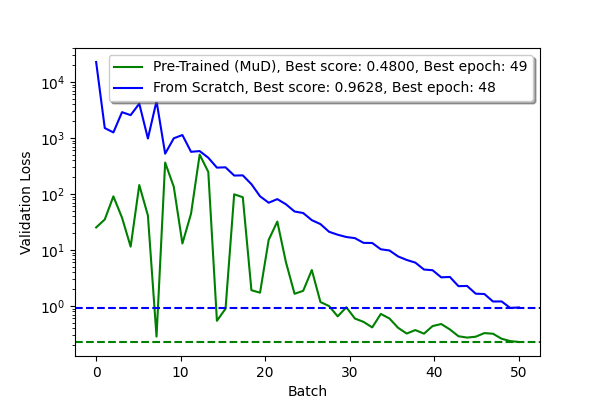 Pre-Trained (MuD), Best score: 0.4800, Best epoch: 49
From Scratch, Best score: 0.9628, Best epoch: 48
10⁴
10³
10²
10¹
10⁰
Validation Loss
0 10 20 30 40 50
Batch